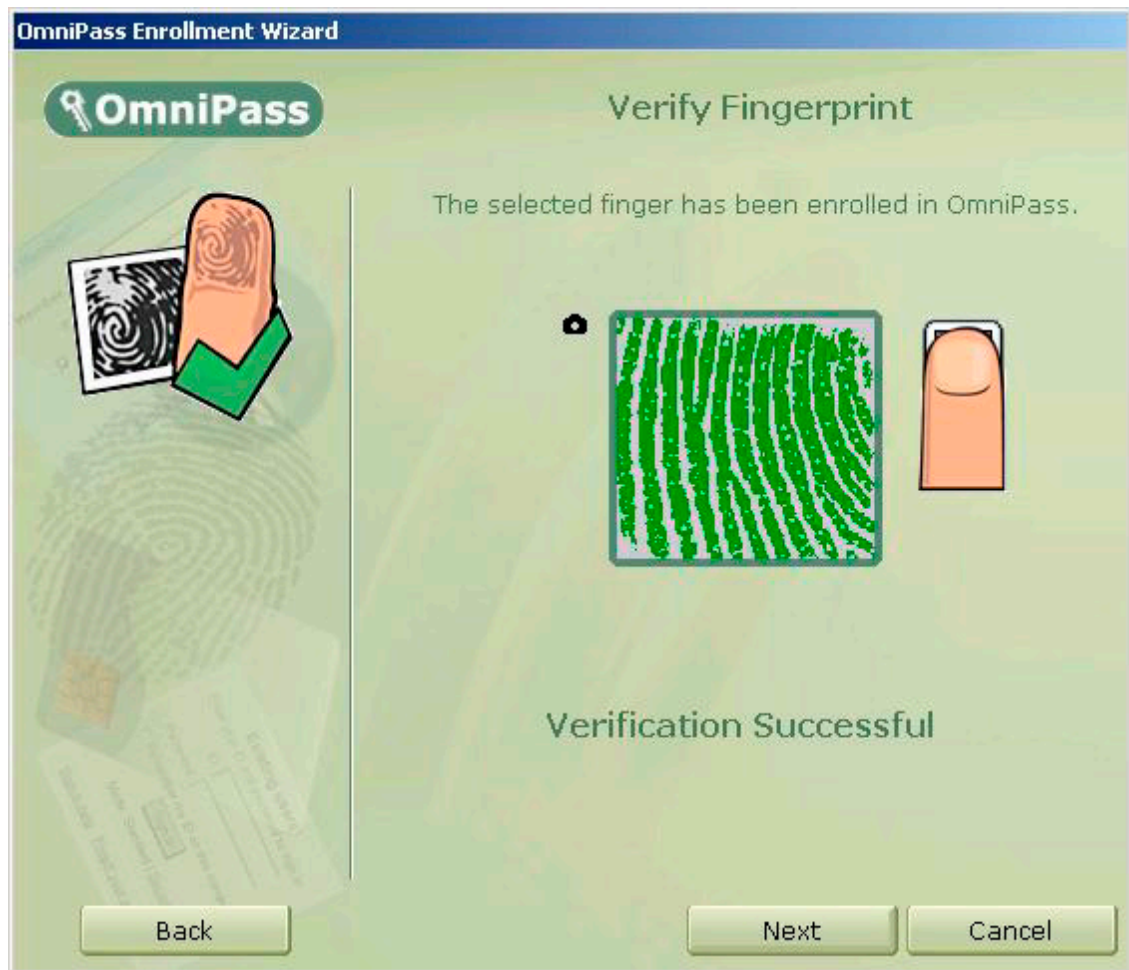 OmniPass Enrollment Wizard
OmniPass
Verify Fingerprint
The selected finger has been enrolled in OmniPass.
Verification Successful
Back
Next
Cancel